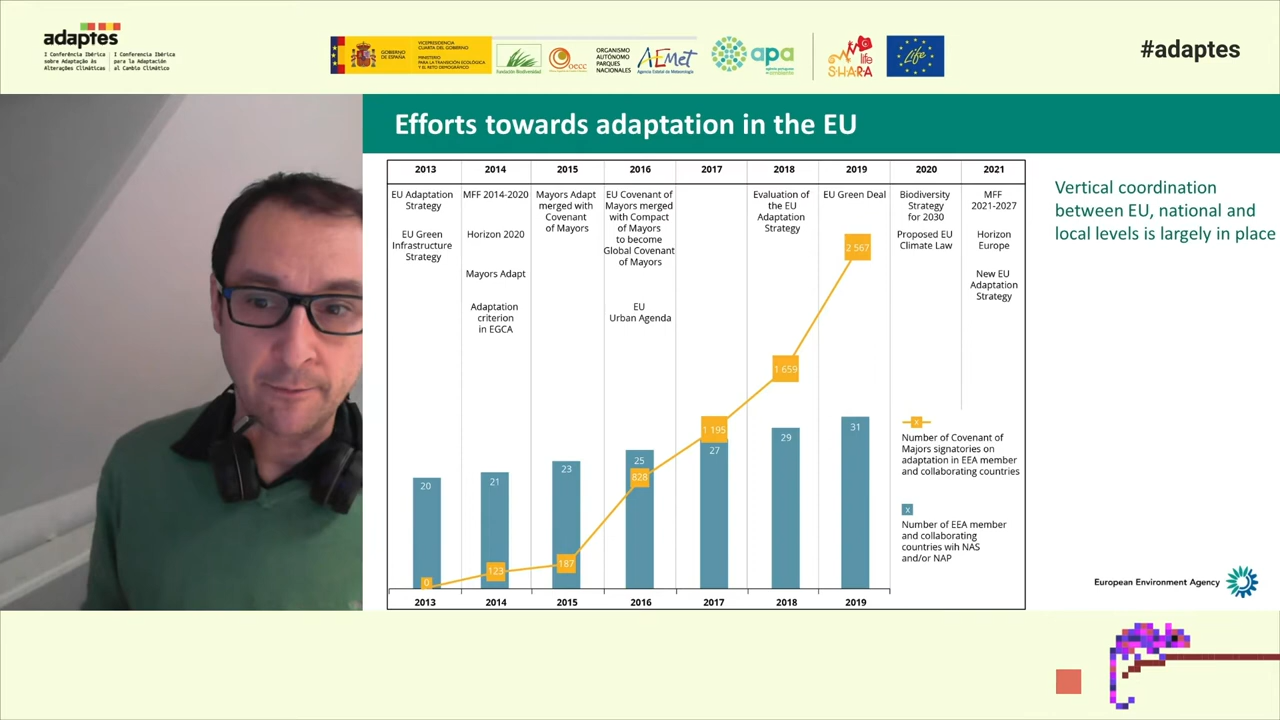 adaptes
I Conferência Ibérica
sobre Adaptação às
Alterações Climáticas
I Conferencia Ibérica
para la Adaptación
al Cambio Climático
GOBIERNO
DE ESPAÑA
VICEPRESIDENCIA
CUARTA DEL GOBIERNO
MINISTERIO
PARA LA TRANSICIÓN ECOLÓGICA
Y EL RETO DEMOGRÁFICO
Fundación Biodiversidad
oecc
ORGANISMO
AUTÓNOMO
PARQUES
NACIONALES
AEMet
Agencia Estatal de Meteorología
apa
life
SHARA
Life
#adaptes
Efforts towards adaptation in the EU
2013
2014
2015
2016
2017
2018
2019
2020
2021
EU Adaptation
Strategy
EU Green
Infrastructure
Strategy
MFF 2014-2020
Horizon 2020
Mayors Adapt
Adaptation
criterion
in EGCA
Mayors Adapt
merged with
Covenant
of Mayors
EU Covenant of
Mayors merged
with Compact
of Mayors
to become
Global Covenant
of Mayors
EU
Urban Agenda
Evaluation of
the EU
Adaptation
Strategy
EU Green Deal
Biodiversity
Strategy
for 2030
Proposed EU
Climate Law
MFF
2021-2027
Horizon
Europe
New EU
Adaptation
Strategy
2 567
1 659
1 195
828
187
123
0
20
21
23
25
27
29
31
x
Number of Covenant of
Majors signatories on
adaptation in EEA member
and collaborating countries
x
Number of EEA member
and collaborating
countries wih NAS
and/or NAP
2013
2014
2015
2016
2017
2018
2019
Vertical coordination
between EU, national and
local levels is largely in place
European Environment Agency